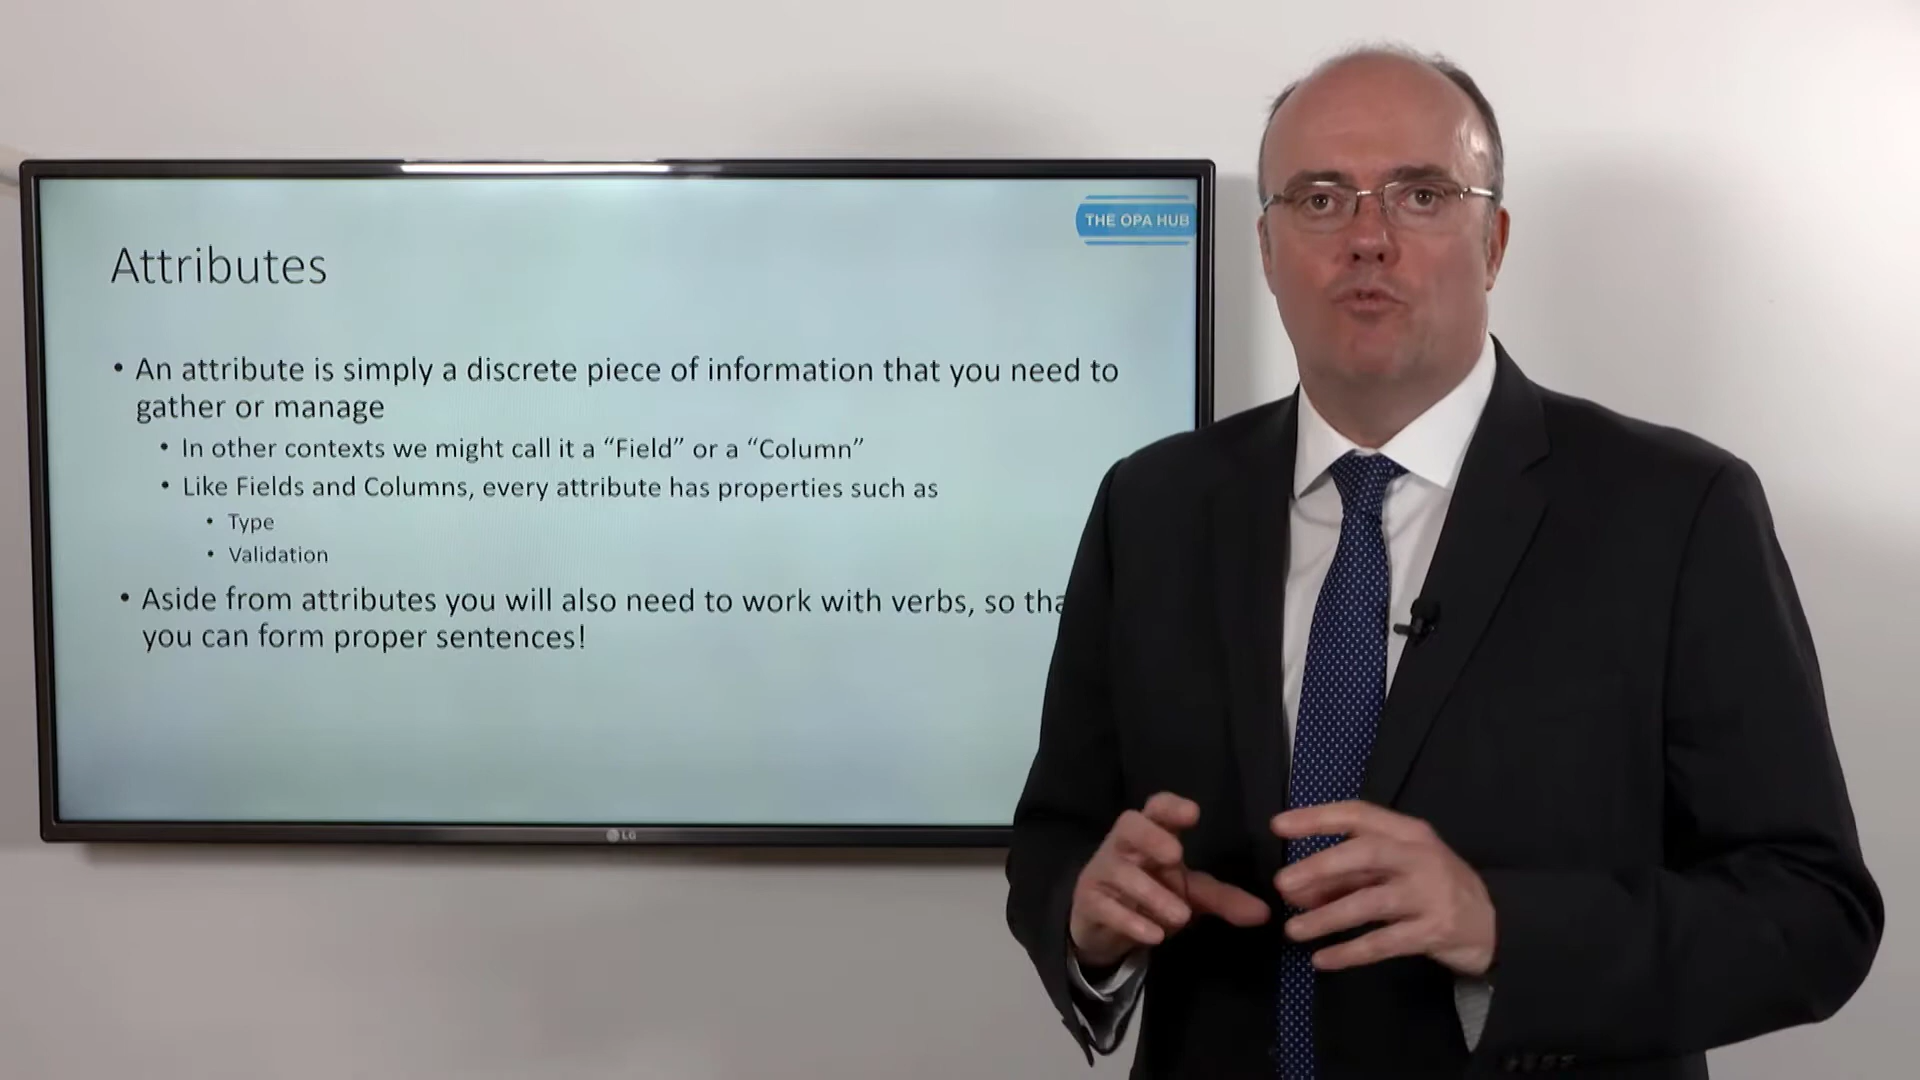 THE OPA HUB
Attributes
• An attribute is simply a discrete piece of information that you need to
gather or manage
• In other contexts we might call it a “Field” or a “Column”
• Like Fields and Columns, every attribute has properties such as
• Type
• Validation
• Aside from attributes you will also need to work with verbs, so tha
you can form proper sentences!
LG